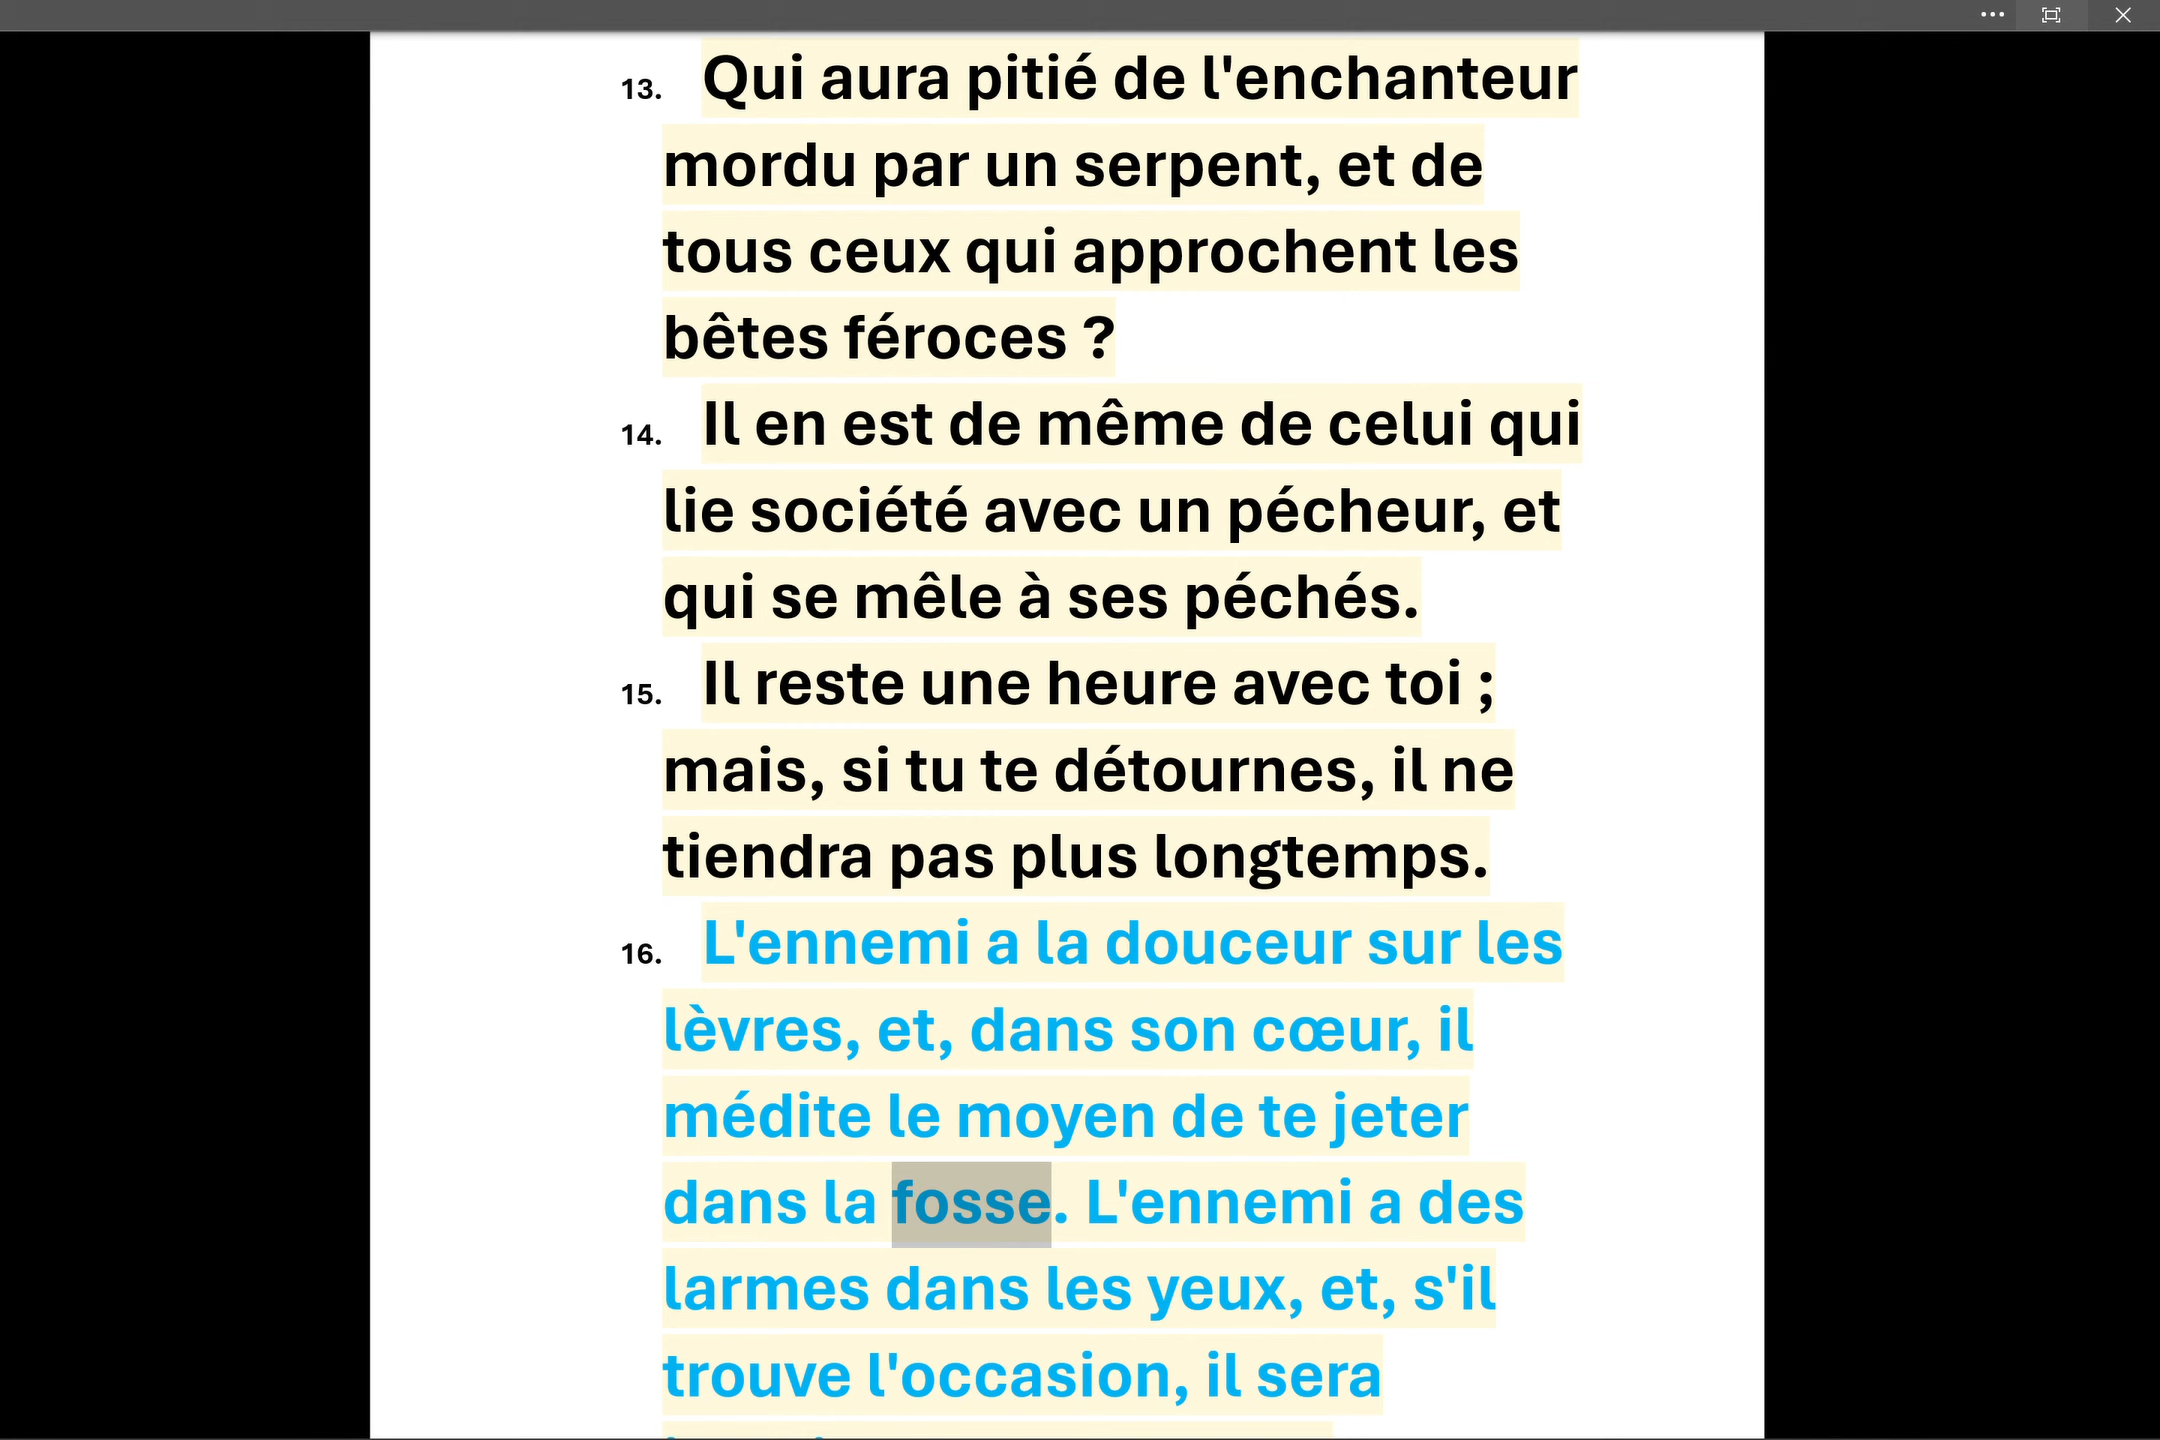 13. Qui aura pitié de l'enchanteur
mordu par un serpent, et de
tous ceux qui approchent les
bêtes féroces ?
14. Il en est de même de celui qui
lie société avec un pécheur, et
qui se mêle à ses péchés.
15. Il reste une heure avec toi ;
mais, si tu te détournes, il ne
tiendra pas plus longtemps.
16. L'ennemi a la douceur sur les
lèvres, et, dans son cœur, il
médite le moyen de te jeter
dans la fosse. L'ennemi a des
larmes dans les yeux, et, s'il
trouve l'occasion, il sera